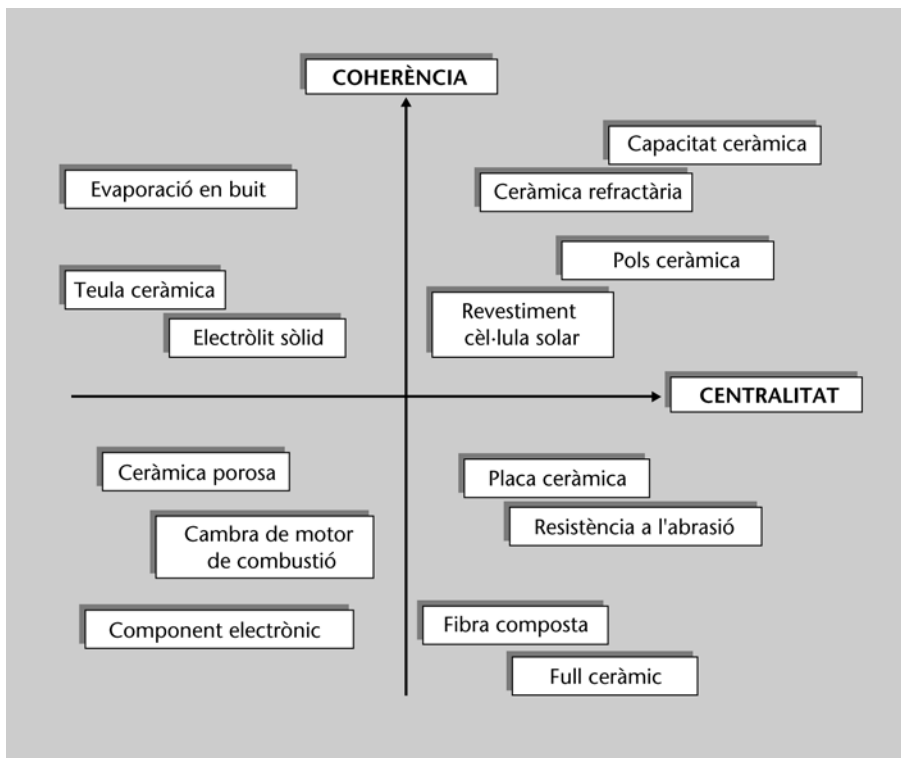 COHERÈNCIA
Capacitat ceràmica
Evaporació en buit
Ceràmica refractària
Pols ceràmica
Teula ceràmica
Revestiment
cèl·lula solar
Electròlit sòlid
CENTRALITAT
Ceràmica porosa
Placa ceràmica
Cambra de motor
de combustió
Resistència a l'abrasió
Component electrònic
Fibra composta
Full ceràmic